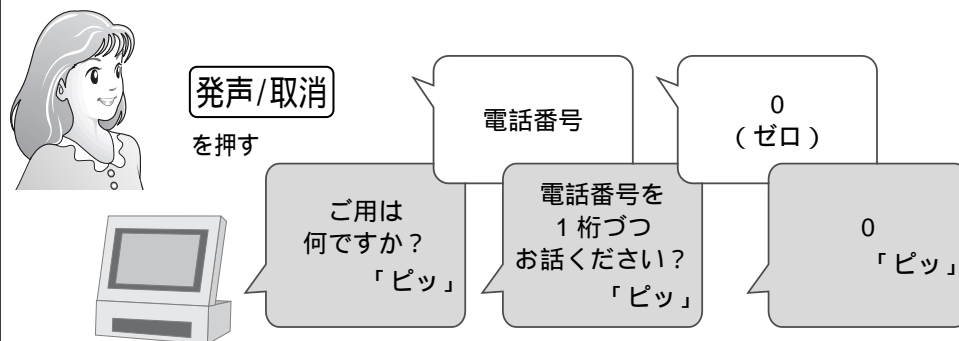 発声/取消
を押す
ご用は
何ですか？
「ピッ」
電話番号
電話番号を
1桁づつ
お話ください？
「ピッ」
0
（ゼロ）
0
「ピッ」